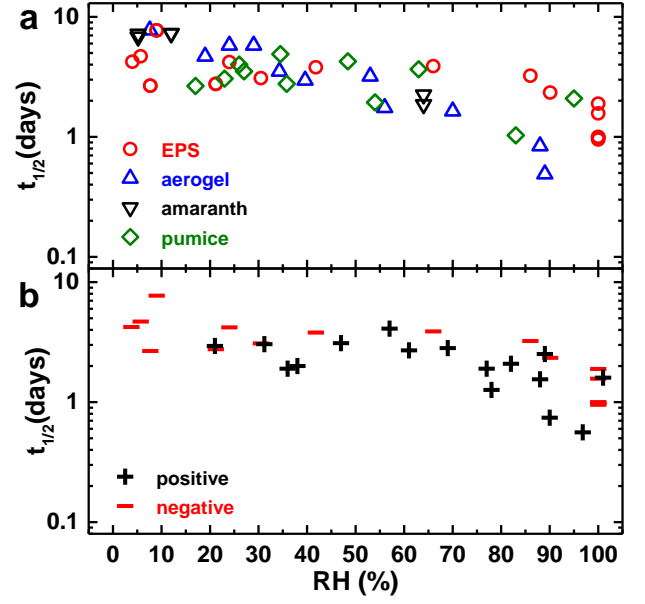 a
10
1
0.1
t1/2(days)
EPS
aerogel
amaranth
pumice
b
10
1
0.1
t1/2(days)
positive
negative
0 10 20 30 40 50 60 70 80 90 100
RH (%)